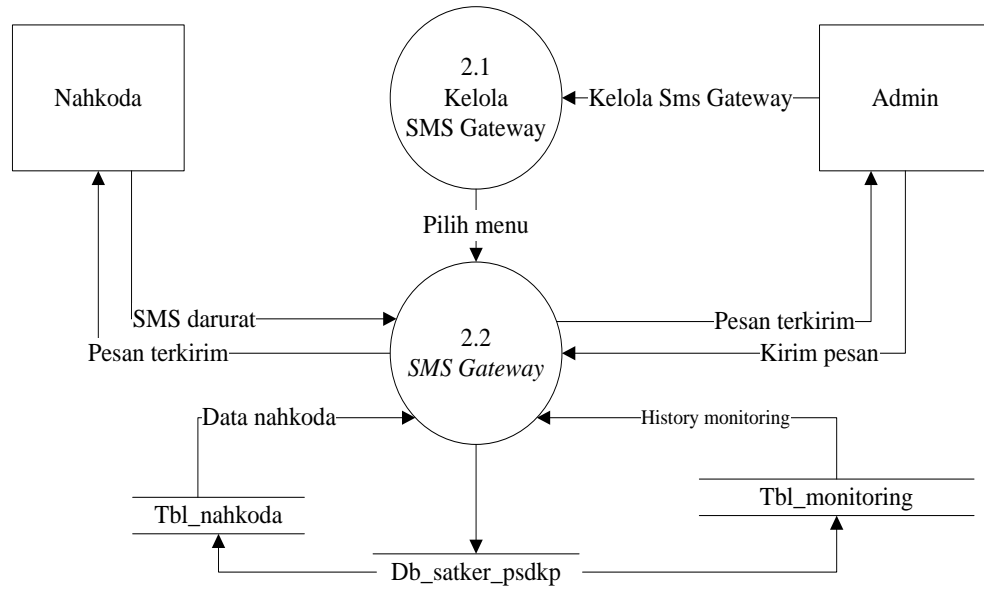 Nahkoda
2.1
Kelola
SMS Gateway
Kelola Sms Gateway
Admin
Pilih menu
SMS darurat
Pesan terkirim
2.2
SMS Gateway
Pesan terkirim
Kirim pesan
Data nahkoda
History monitoring
Tbl_nahkoda
Tbl_monitoring
Db_satker_psdkp